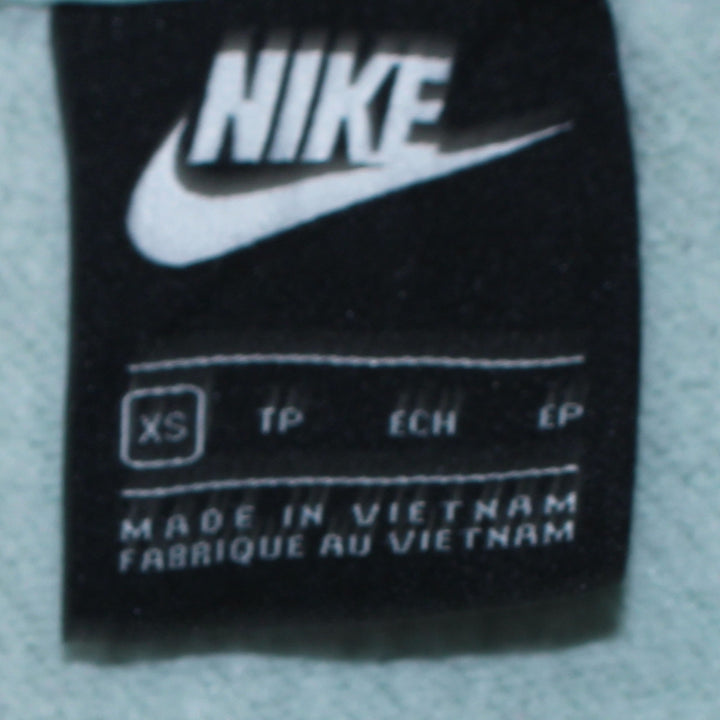 NIKE
XS TP ECH EP
MADE IN VIETNAM
FABRIQUE AU VIETNAM